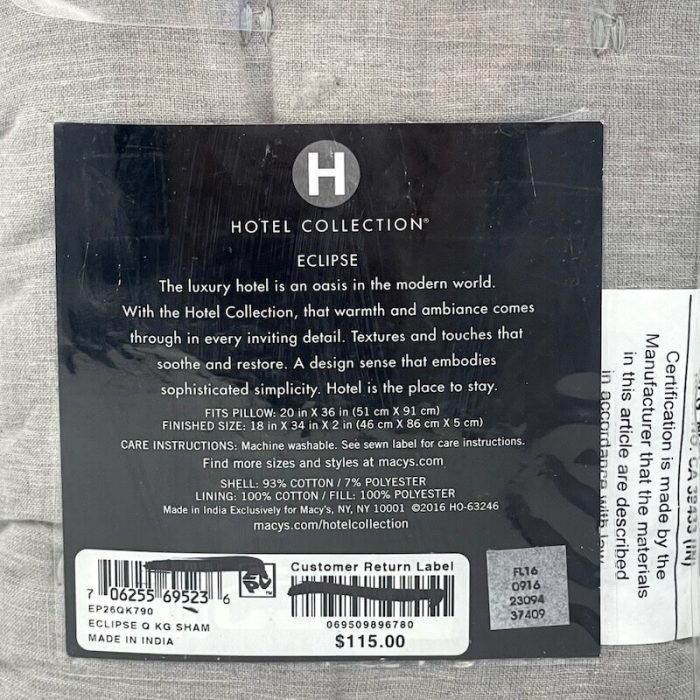 H
HOTEL COLLECTION®
ECLIPSE
The luxury hotel is an oasis in the modern world.
With the Hotel Collection, that warmth and ambiance comes
through in every inviting detail. Textures and touches that
soothe and restore. A design sense that embodies
sophisticated simplicity. Hotel is the place to stay.
FITS PILLOW: 20 in X 36 in (51 cm X 91 cm)
FINISHED SIZE: 18 in X 34 in X 2 in (46 cm X 86 cm X 5 cm)
CARE INSTRUCTIONS: Machine washable. See sewn label for care instructions.
Find more sizes and styles at macys.com
SHELL: 93% COTTON / 7% POLYESTER
LINING: 100% COTTON / FILL: 100% POLYESTER
Made in India Exclusively for Macy's, NY, NY 10001 ©2016 HO-63246
macys.com/hotelcollection
7 06255 69523 6
EP26QK790
ECLIPSE Q KG SHAM
MADE IN INDIA
Customer Return Label
069509896780
$115.00
FL16
0916
23094
37409
Certification is made by the
Manufacturer that the materials
in this article are described
in accordance with law